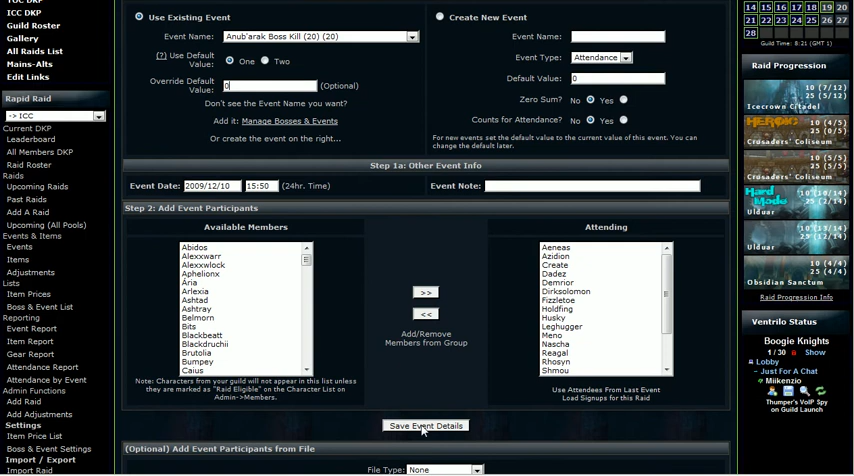 TOC DKP
ICC
Guild Roster
Gallery
All Raids List
Mains-Alts
Edit Links
Rapid Raid
-> ICC
Current DKP
Leaderboard
All Members DKP
Raid Roster
Raids
Upcoming Raids
Past Raids
Add A Raid
Upcoming (All Pools)
Events & Items
Events
Items
Adjustments
Lists
Item Prices
Boss & Event List
Reporting
Event Report
Item Report
Gear Report
Attendance Report
Attendance by Event
Admin Functions
Add Raid
Add Adjustments
Settings
Item Price List
Boss & Event Settings
Import / Export
Import Raid
Use Existing Event
Event Name: Anub'arak Boss Kill (20) (20)
[?] Use Default Value: One Two
Override Default Value: 0 (Optional)
Don't see the Event Name you want?
Add it: Manage Bosses & Events
Or create the event on the right...
Create New Event
Event Name:
Event Type: Attendance
Default Value: 0
Zero Sum? No Yes
Counts for Attendance? No Yes
For new events set the default value to the current value of this event. You can
change the default later.
Step 1a: Other Event Info
Event Date: 2009/12/10 15:50 (24hr. Time) Event Note:
Step 2: Add Event Participants
Available Members
Abidos
Alexxwarr
Alexxwlock
Aphelionx
Aria
Arlexia
Ashtad
Ashtray
Belmorn
Bits
Blackbeatt
Blackdruchii
Brutolia
Bumpey
Caius
Note: Characters from your guild will not appear in this list unless
they are marked as "Raid Eligible" on the Character List on
Admin->Members.
>>
<<
Add/Remove
Members from Group
Attending
Aeneas
Azidion
Create
Dadez
Demrior
Dirksolomon
Fizzletoe
Holdfing
Husky
Leghugger
Meno
Nascha
Reagal
Rhosyn
Shmou
Use Attendees From Last Event
Load Signups for this Raid
Save Event Details
(Optional) Add Event Participants from File
File Type: None
14 15 16 17 18 19 20
21 22 23 24 25 26 27
28
Guild Time: 8:21 (GMT 1)
Raid Progression
10 (7/12)
25 (5/12)
Icecrown Citadel
HEROIC
10 (4/5)
25 (0/5)
Crusaders' Coliseum
10 (5/5)
25 (5/5)
Crusaders' Coliseum
Hard Mode
Ulduar
Ulduar
10 (4/4)
25 (4/4)
Obsidian Sanctum
Raid Progression Info
Ventrilo Status
Boogie Knights
1 / 30 Show
Lobby
Just For A Chat
Miikenzio
Thumper's VoIP Spy
on Guild Launch